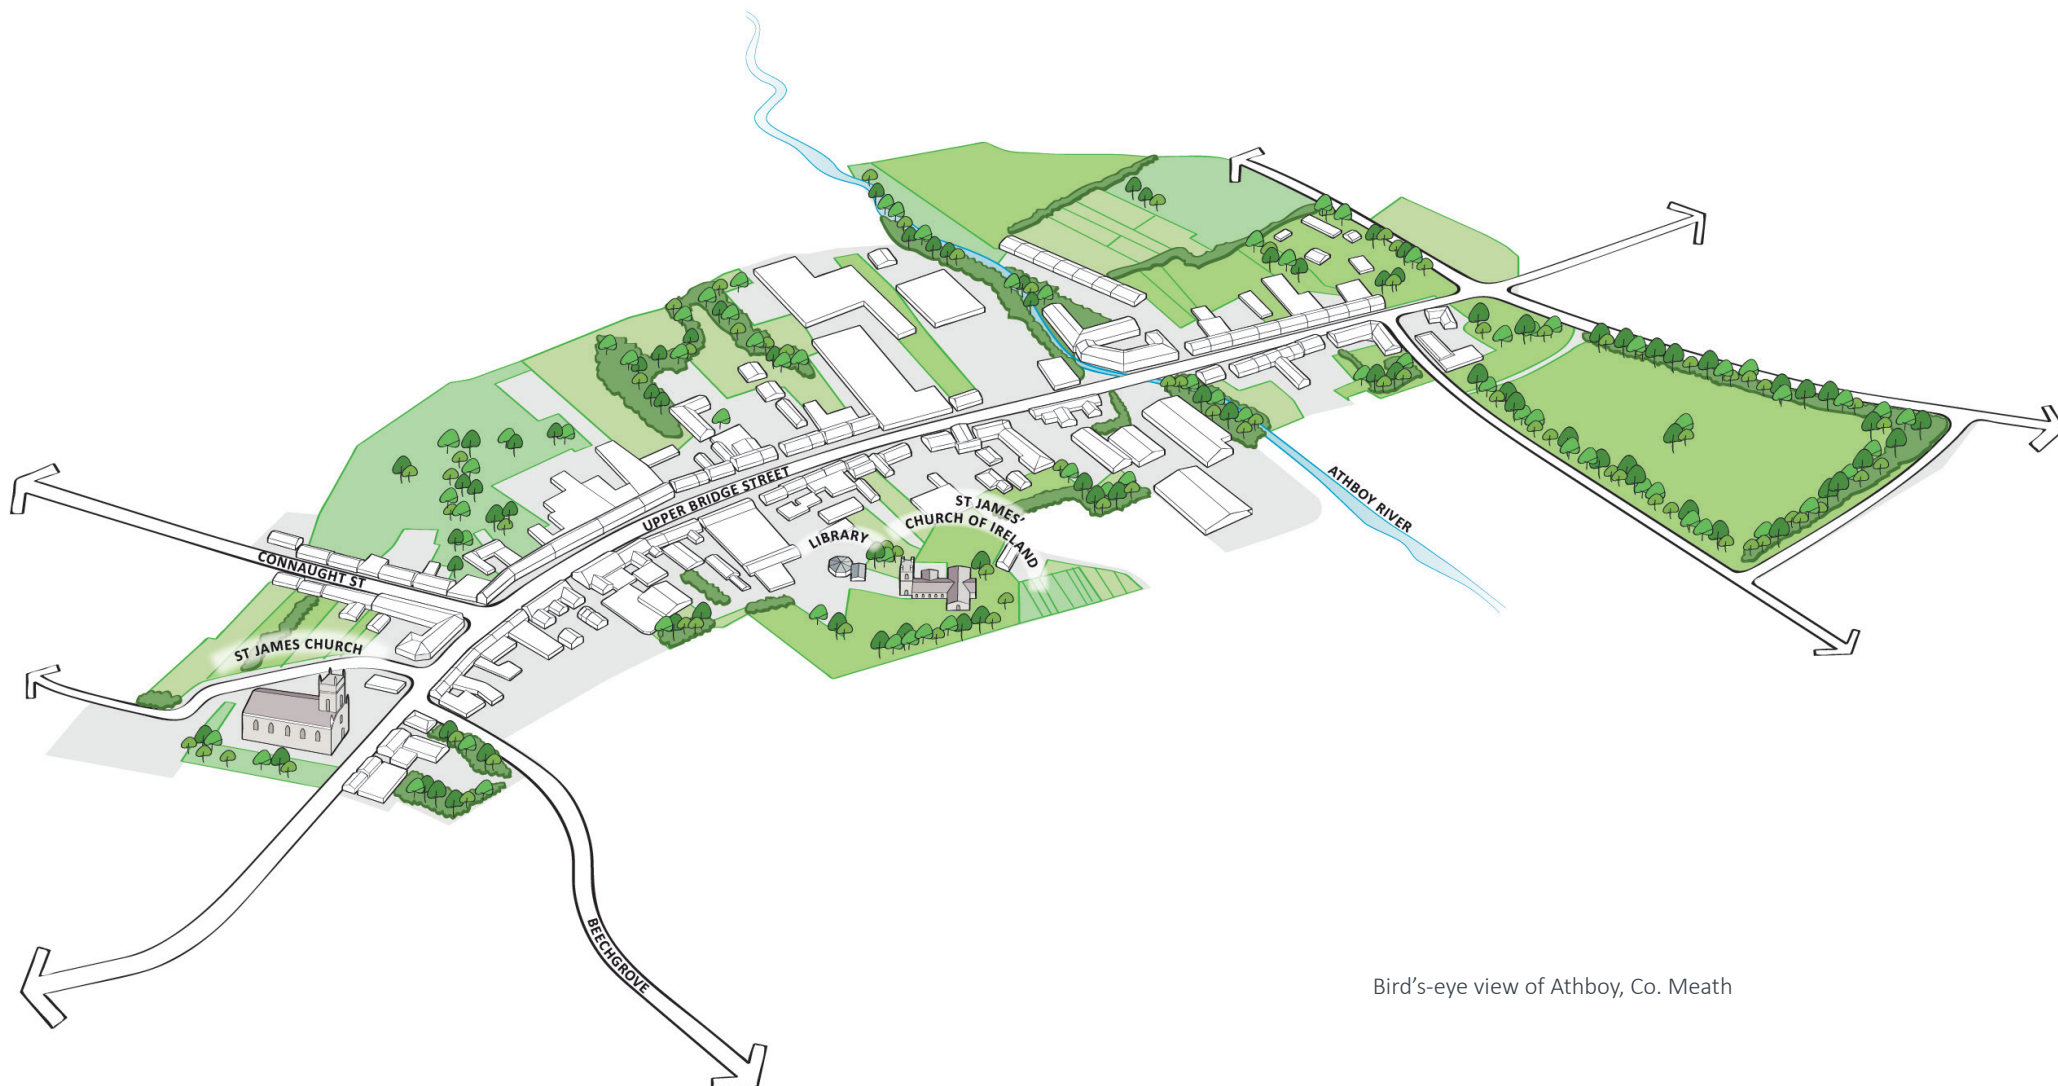 ST JAMES'
CHURCH OF IRELAND
LIBRARY
UPPER BRIDGE STREET
ATHBOY RIVER
CONNAUGHT ST
ST JAMES CHURCH
BEECHGROVE
Bird’s-eye view of Athboy, Co. Meath